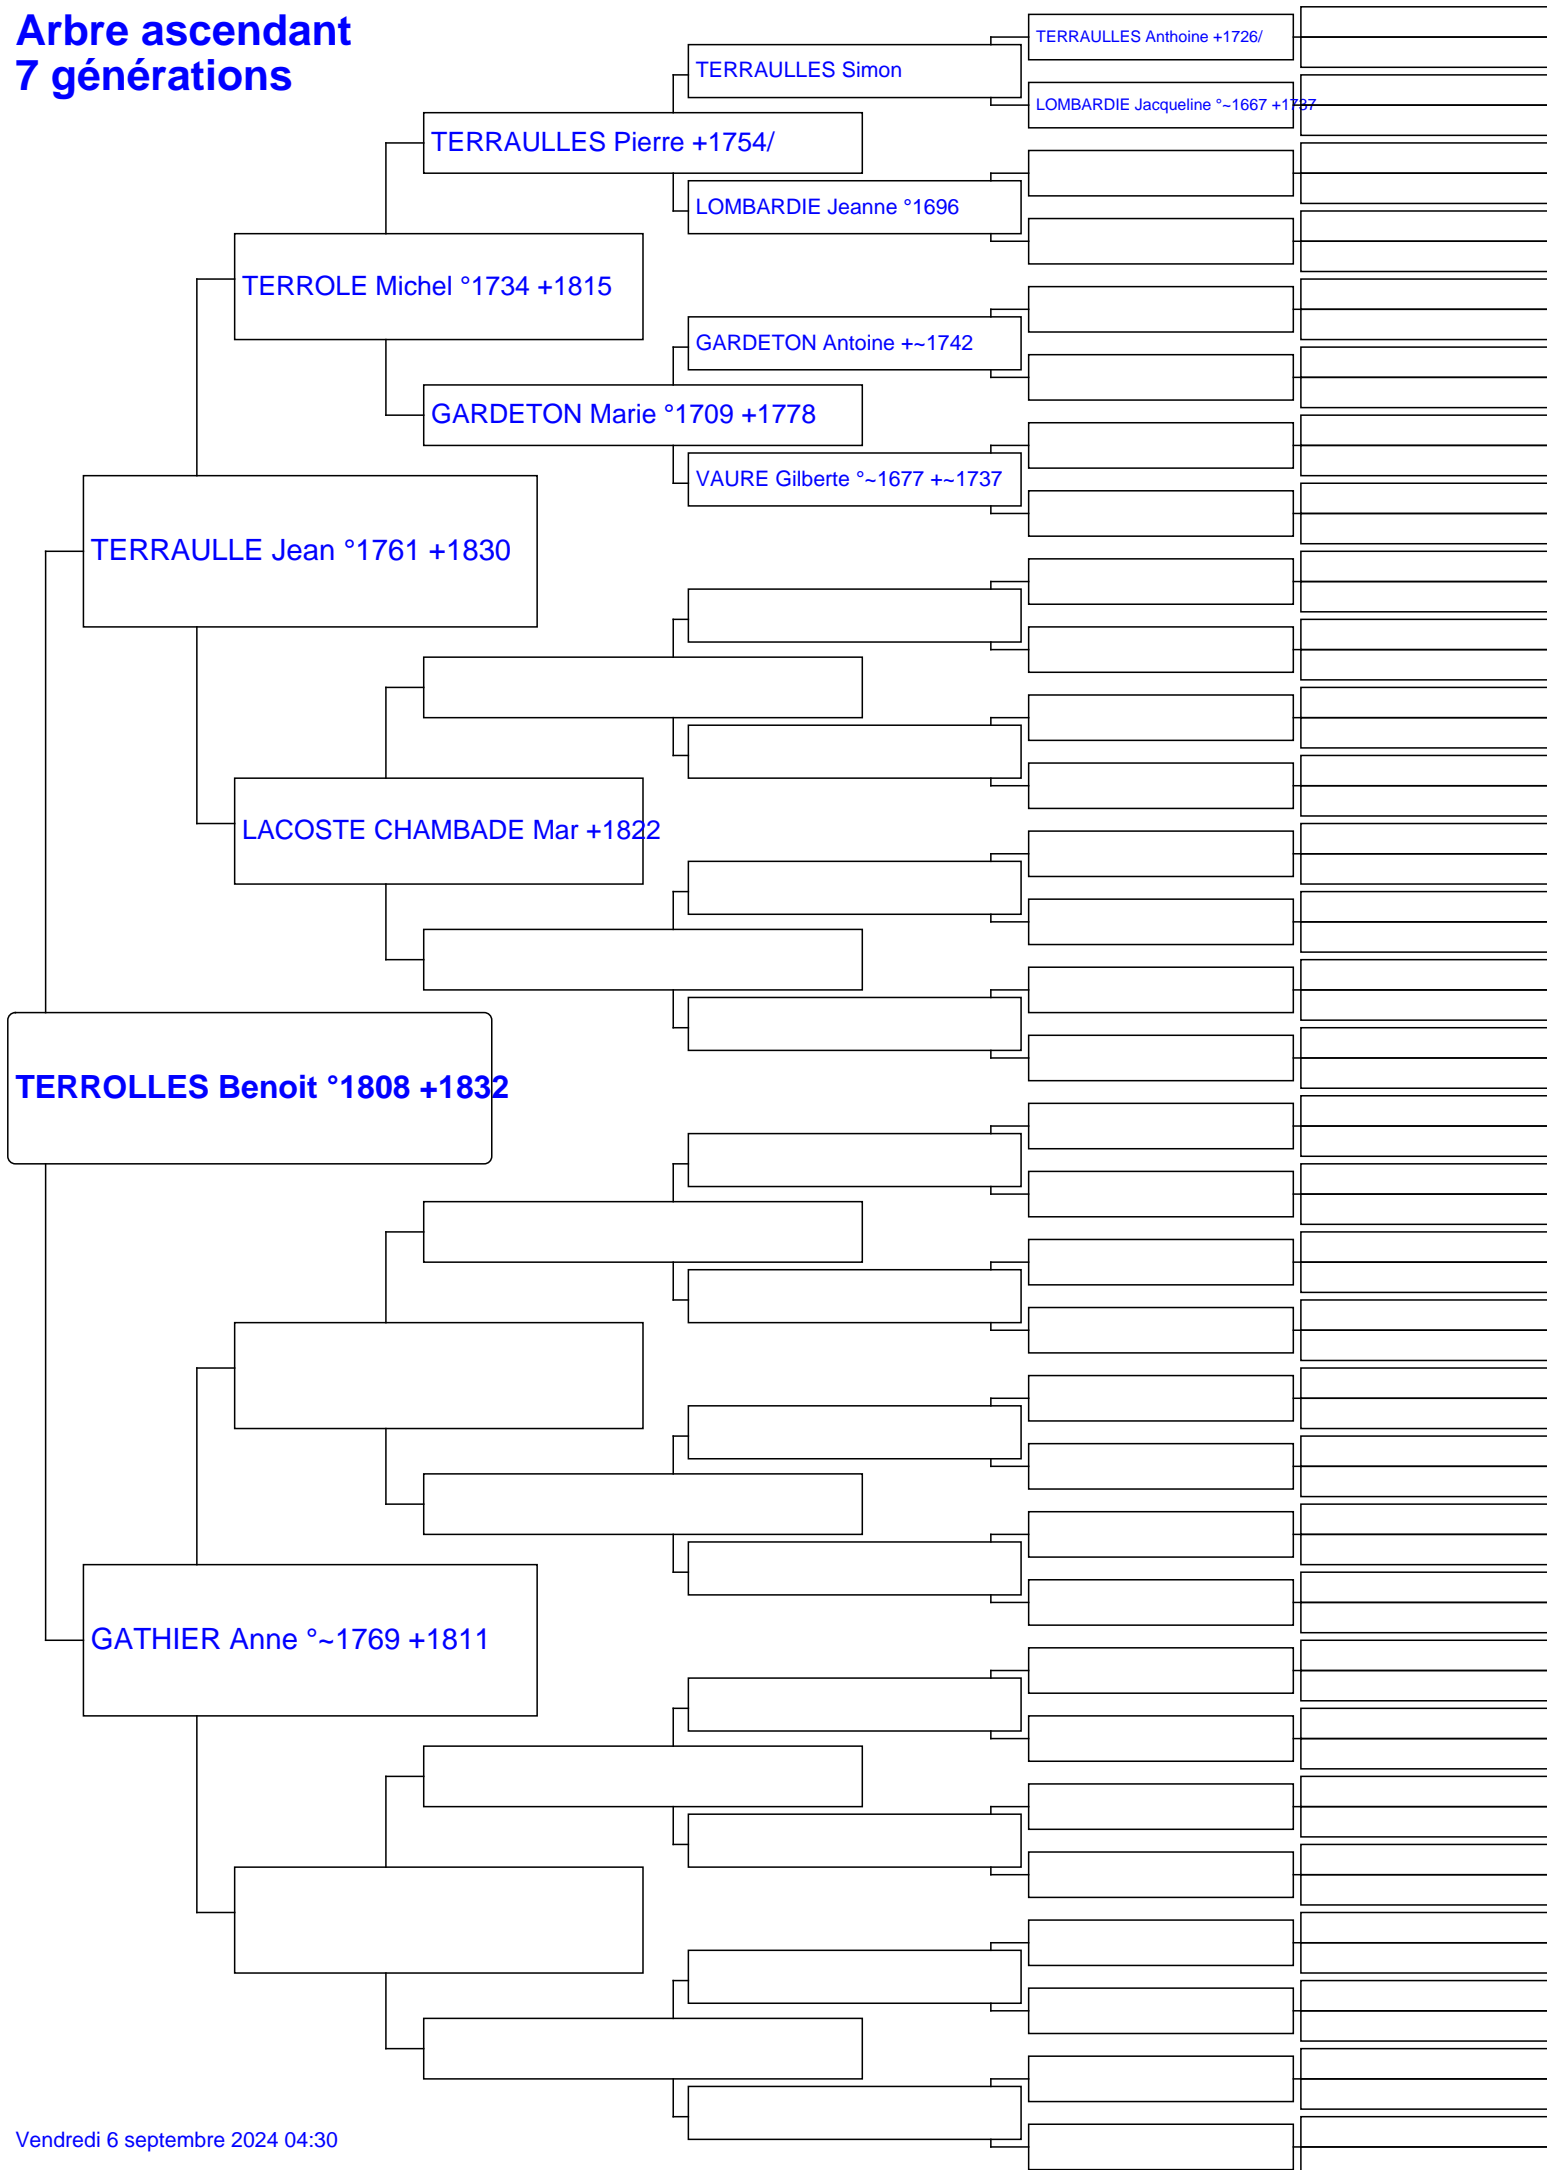 Arbre ascendant
7 générations
TERRAULLES Anthoine +1726/
TERRAULLES Simon
LOMBARDIE Jacqueline °~1667 +1737
TERRAULLES Pierre +1754/
LOMBARDIE Jeanne °1696
TERROLE Michel °1734 +1815
GARDETON Antoine +~1742
GARDETON Marie °1709 +1778
VAURE Gilberte °~1677 +~1737
TERRAULLE Jean °1761 +1830
LACOSTE CHAMBADE Mar +1822
TERROLLES Benoit °1808 +1832
GATHIER Anne °~1769 +1811
Vendredi 6 septembre 2024 04:30